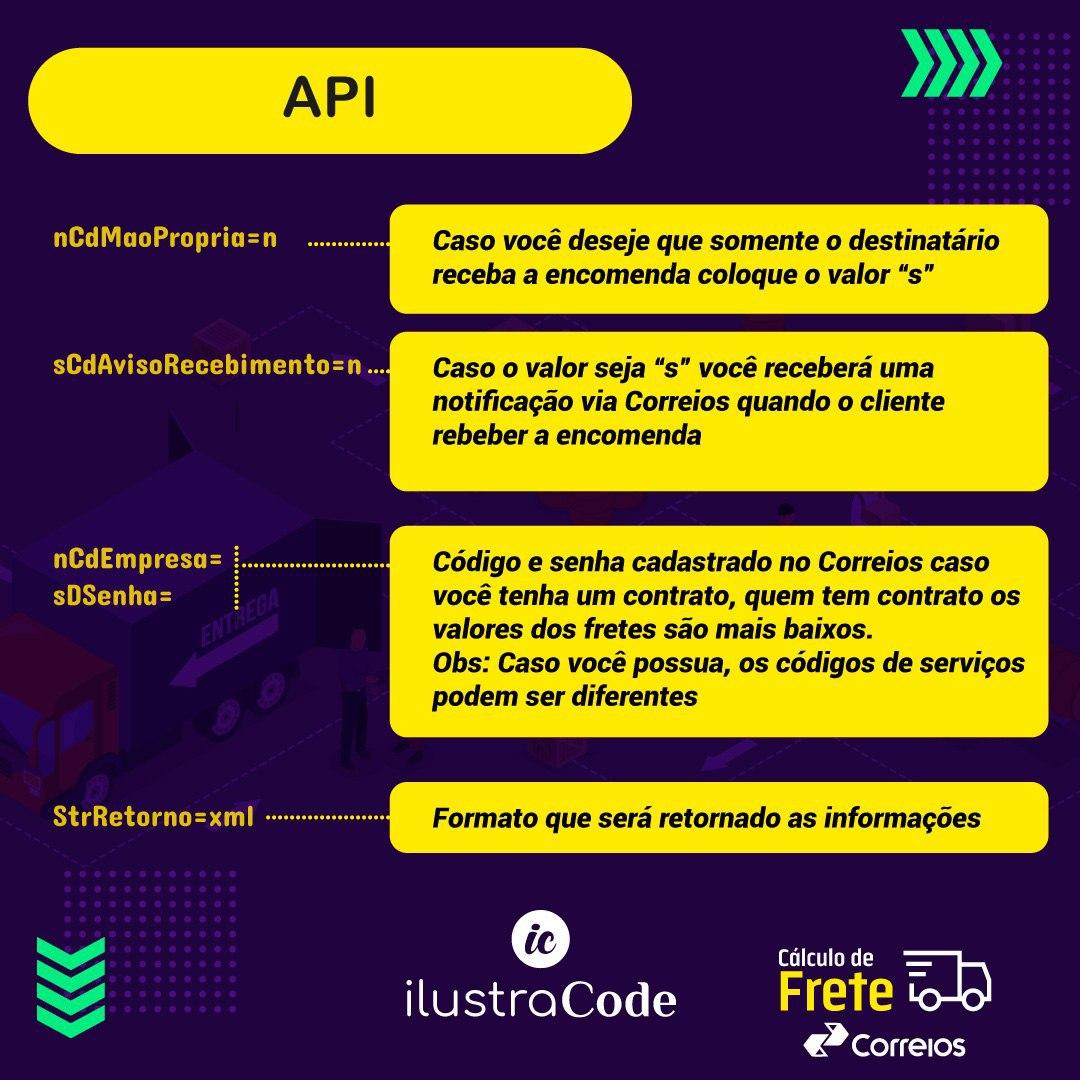 API
nCdMaoPropria=n
Caso você deseje que somente o destinatário
receba a encomenda coloque o valor “s”
sCdAvisoRecebimento=n
Caso o valor seja “s” você receberá uma
notificação via Correios quando o cliente
rebeber a encomenda
nCdEmpresa=
sDSenha=
Código e senha cadastrado no Correios caso
você tenha um contrato, quem tem contrato os
valores dos fretes são mais baixos.
Obs: Caso você possua, os códigos de serviços
podem ser diferentes
ENTREGA
StrRetorno=xml
Formato que será retornado as informações
ic
ilustraCode
Cálculo de
Frete
Correios